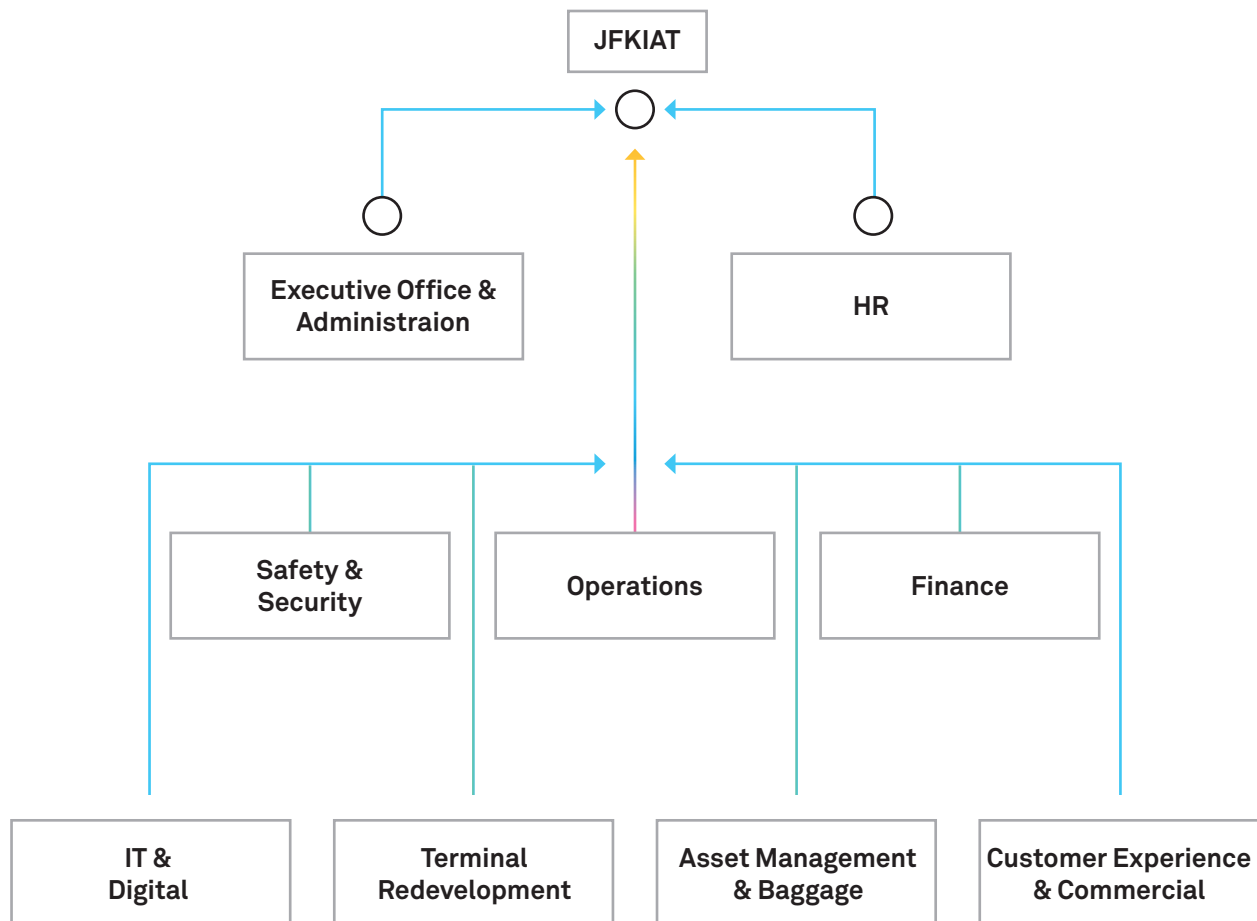 JFKIAT
Executive Office &
Administraion
HR
Safety &
Security
Operations
Finance
IT &
Digital
Terminal
Redevelopment
Asset Management
& Baggage
Customer Experience
& Commercial